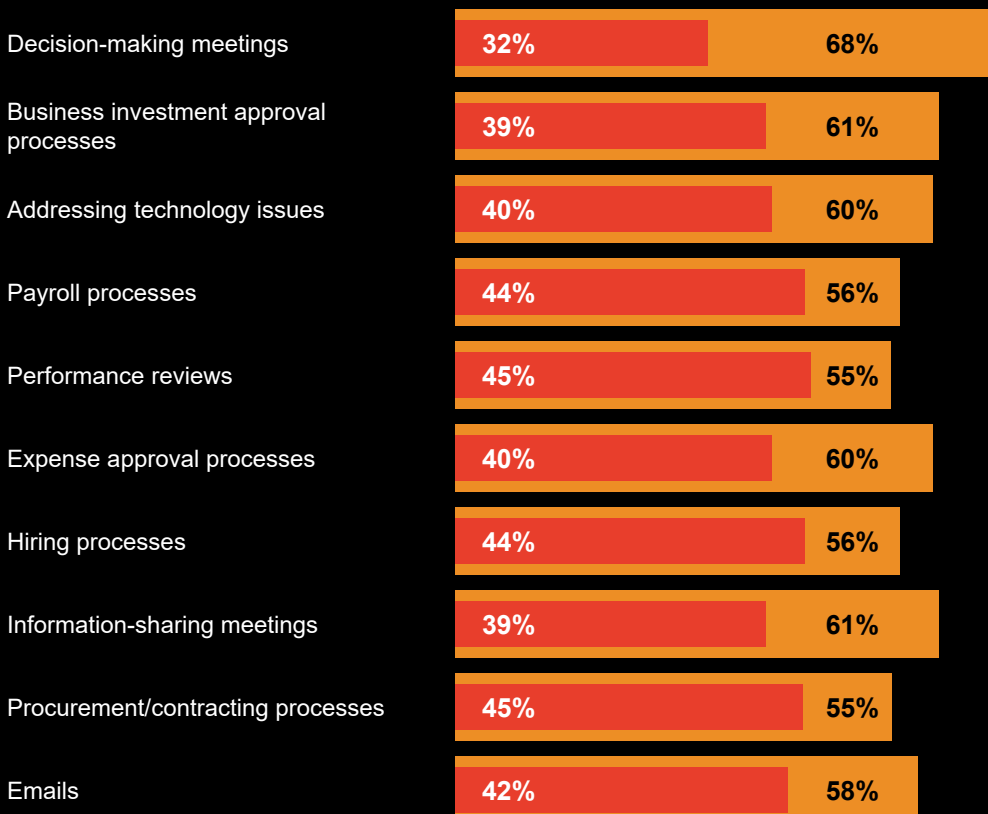 Decision-making meetings 32% 68%
Business investment approval
processes 39% 61%
Addressing technology issues 40% 60%
Payroll processes 44% 56%
Performance reviews 45% 55%
Expense approval processes 40% 60%
Hiring processes 44% 56%
Information-sharing meetings 39% 61%
Procurement/contracting processes 45% 55%
Emails 42% 58%